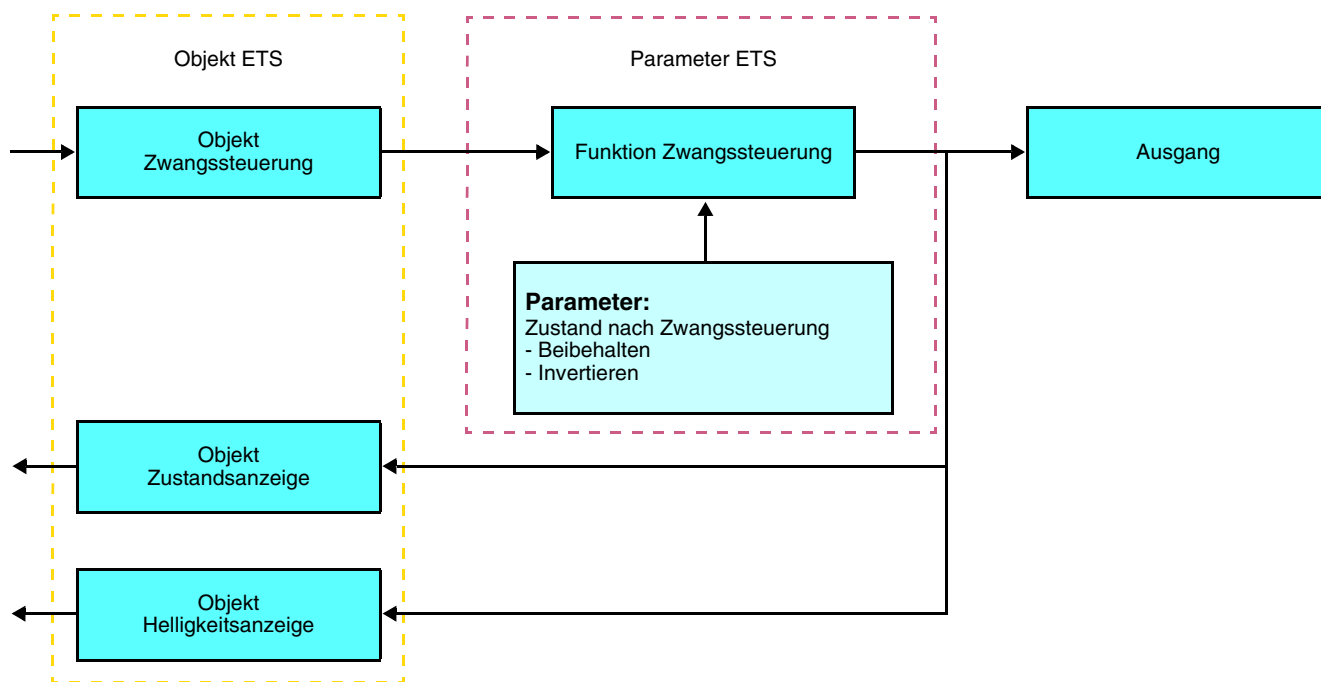 Objekt ETS
Parameter ETS
Objekt
Zwangssteuerung
Funktion Zwangssteuerung
Ausgang
Parameter:
Zustand nach Zwangssteuerung
- Beibehalten
- Invertieren
Objekt
Zustandsanzeige
Objekt
Helligkeitsanzeige